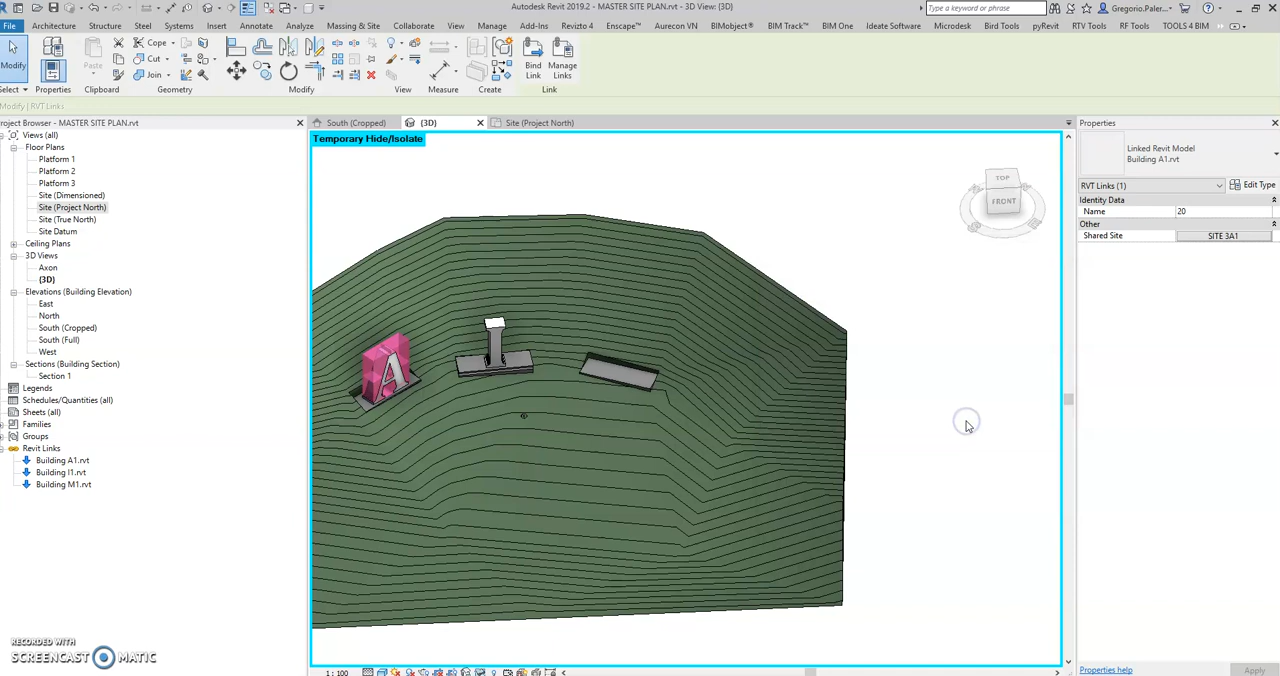 Autodesk Revit 2019.2 - MASTER SITE PLAN.rvt - 3D View: {3D}
Type a keyword or phrase
Gregorio.Paler...
File Architecture Structure Steel Systems Insert Annotate Analyze Massing & Site Collaborate View Manage Add-Ins Revizto 4 Enscape™ Aurecon VN BIMobject® BIM Track™ BIM One Ideate Software Microdesk Bird Tools pyRevit RTV Tools RF Tools TOOLS 4 BIM
Modify
Paste
Cope
Cut
Join
Bind Link
Manage Links
Select Properties Clipboard Geometry Modify View Measure Create Link
Modify | RVT Links
Project Browser - MASTER SITE PLAN.rvt
South (Cropped)
{3D}
Site (Project North)
Properties
Views (all)
Floor Plans
Platform 1
Platform 2
Platform 3
Site (Dimensioned)
Site (Project North)
Site (True North)
Site Datum
Ceiling Plans
3D Views
Axon
{3D}
Elevations (Building Elevation)
East
North
South (Cropped)
South (Full)
West
Sections (Building Section)
Section 1
Legends
Schedules/Quantities (all)
Sheets (all)
Families
Groups
Revit Links
Building A1.rvt
Building I1.rvt
Building M1.rvt
Temporary Hide/Isolate
TOP
FRONT
A
I
Linked Revit Model
Building A1.rvt
RVT Links (1)
Edit Type
Identity Data
Name 20
Other
Shared Site SITE 3A1
RECORDED WITH
SCREENCAST MATIC
1 : 100
Properties help
Apply